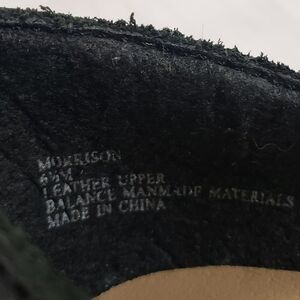 MORRISON
6½M
LEATHER UPPER
BALANCE MANMADE MATERIALS
MADE IN CHINA